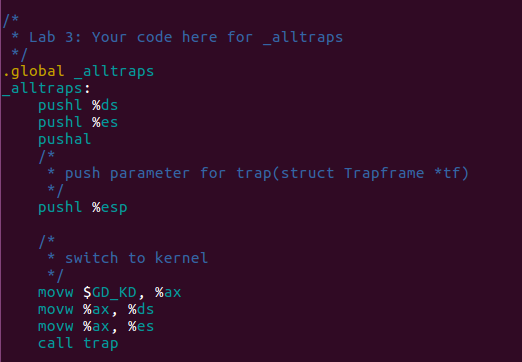 /*
 * Lab 3: Your code here for _alltraps
 */
.global _alltraps
_alltraps:
    pushl %ds
    pushl %es
    pushal
    /*
     * push parameter for trap(struct Trapframe *tf)
     */
    pushl %esp

    /*
     * switch to kernel
     */
    movw $GD_KD, %ax
    movw %ax, %ds
    movw %ax, %es
    call trap